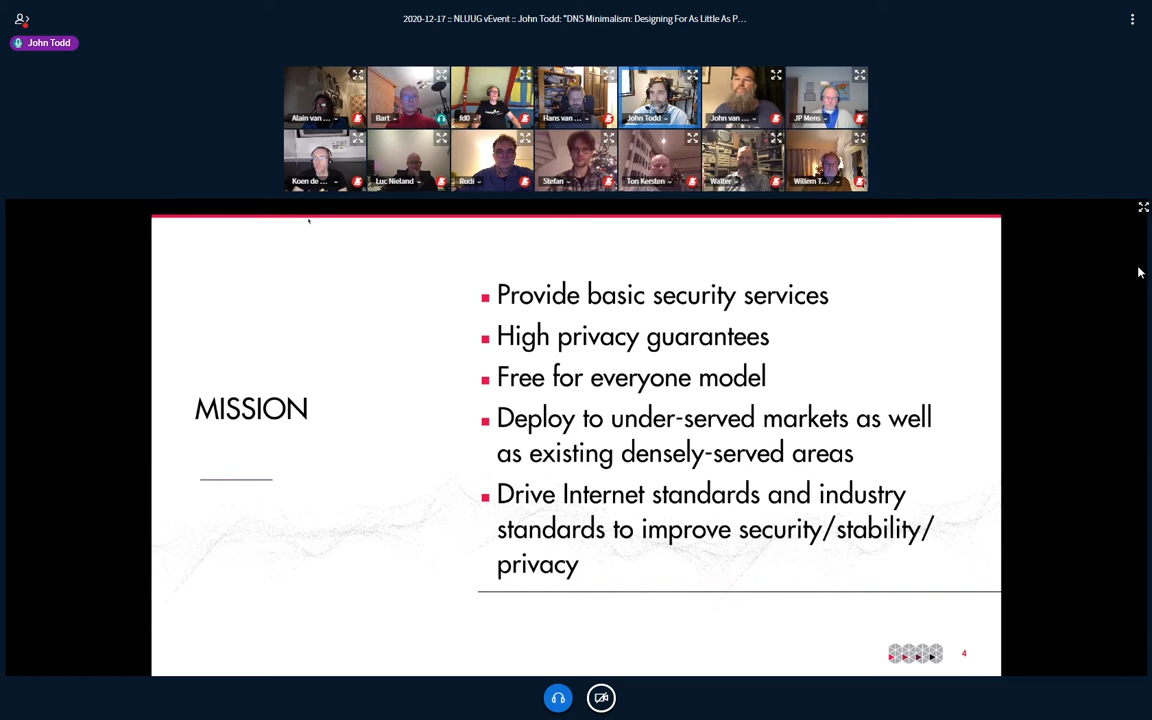 2020-12-17 :: NLUUG vEvent :: John Todd: "DNS Minimalism: Designing For As Little As P...
John Todd
Alain van ...
Bart
fd0
Hans van ...
John Todd
John van ...
JP Mens
Koen de ...
Luc Nieland
Rudi
Stefan
Ton Kersten
Walter
Willem T...
MISSION
Provide basic security services
High privacy guarantees
Free for everyone model
Deploy to under-served markets as well
as existing densely-served areas
Drive Internet standards and industry
standards to improve security/stability/
privacy
4